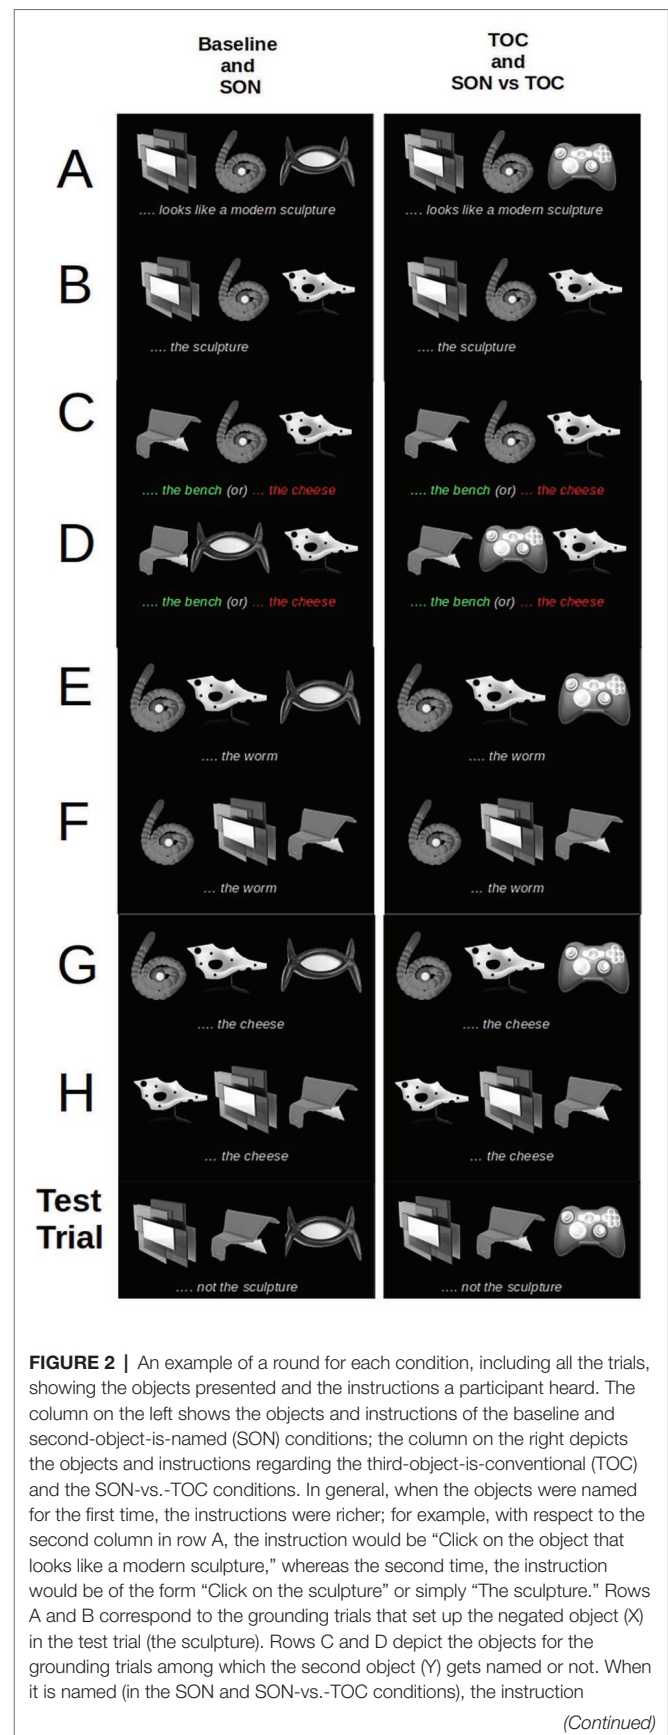 Baseline
and
SON
TOC
and
SON vs TOC
A
.... looks like a modern sculpture
.... looks like a modern sculpture
B
.... the sculpture
.... the sculpture
C
.... the bench (or) ... the cheese
.... the bench (or) ... the cheese
D
.... the bench (or) ... the cheese
.... the bench (or) ... the cheese
E
.... the worm
.... the worm
F
... the worm
... the worm
G
.... the cheese
.... the cheese
H
... the cheese
... the cheese
Test
Trial
.... not the sculpture
.... not the sculpture
FIGURE 2 | An example of a round for each condition, including all the trials,
showing the objects presented and the instructions a participant heard. The
column on the left shows the objects and instructions of the baseline and
second-object-is-named (SON) conditions; the column on the right depicts
the objects and instructions regarding the third-object-is-conventional (TOC)
and the SON-vs.-TOC conditions. In general, when the objects were named
for the first time, the instructions were richer; for example, with respect to the
second column in row A, the instruction would be “Click on the object that
looks like a modern sculpture,” whereas the second time, the instruction
would be of the form “Click on the sculpture” or simply “The sculpture.” Rows
A and B correspond to the grounding trials that set up the negated object (X)
in the test trial (the sculpture). Rows C and D depict the objects for the
grounding trials among which the second object (Y) gets named or not. When
it is named (in the SON and SON-vs.-TOC conditions), the instruction
(Continued)